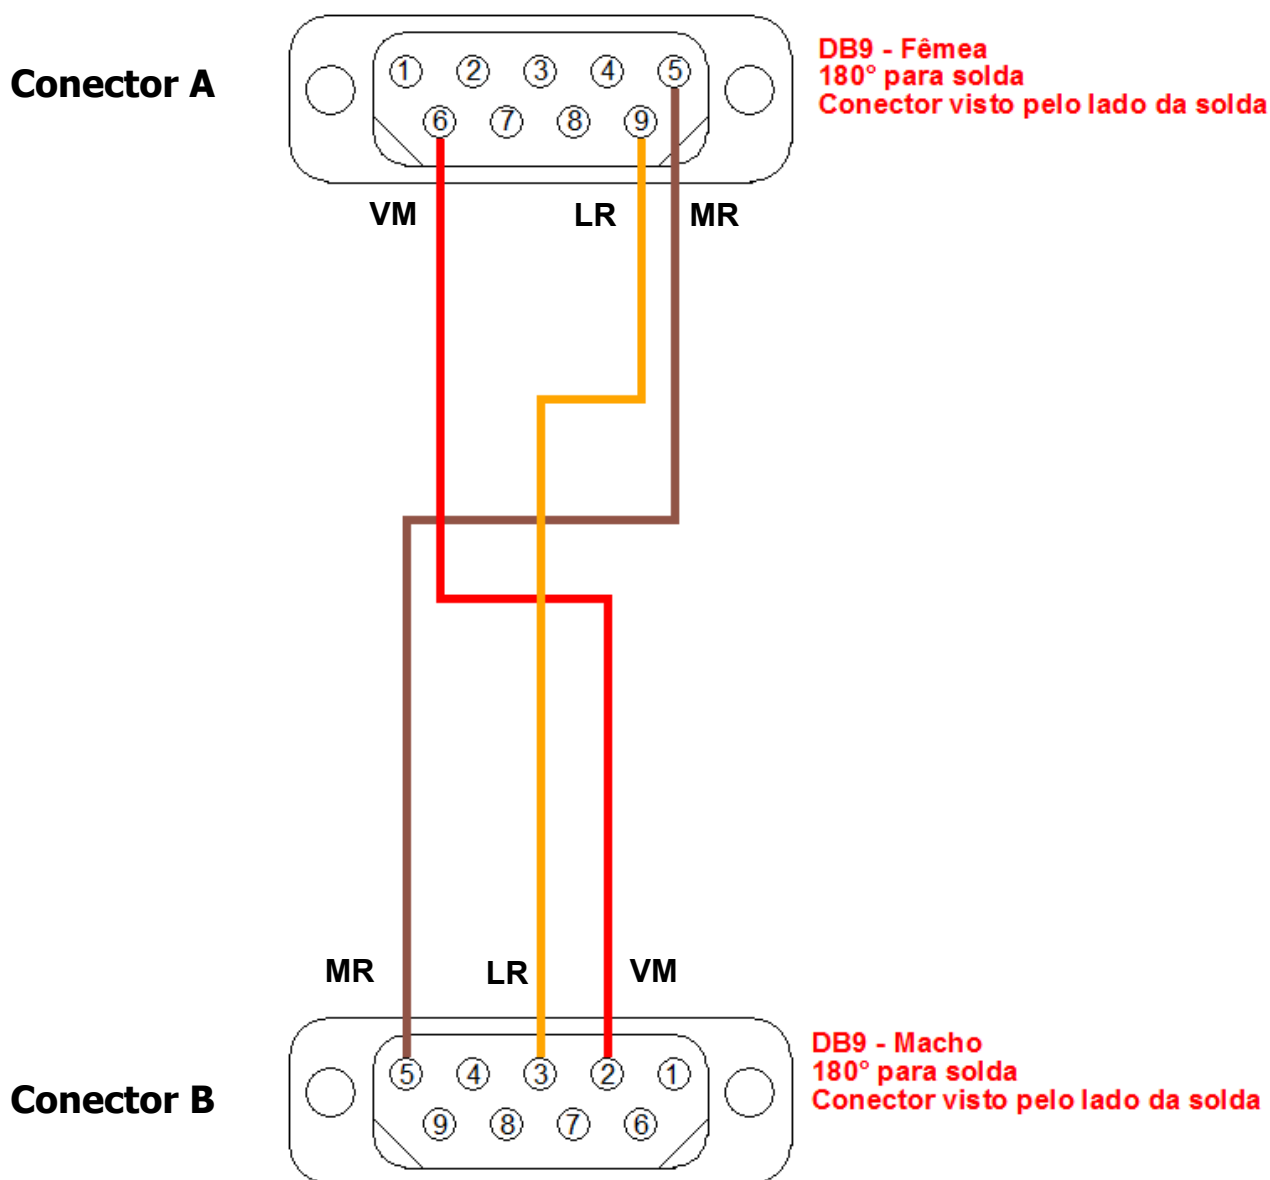 Conector A
1 2 3 4 5
6 7 8 9
DB9 - Fêmea
180° para solda
Conector visto pelo lado da solda
VM LR MR
MR LR VM
Conector B
5 4 3 2 1
9 8 7 6
DB9 - Macho
180° para solda
Conector visto pelo lado da solda